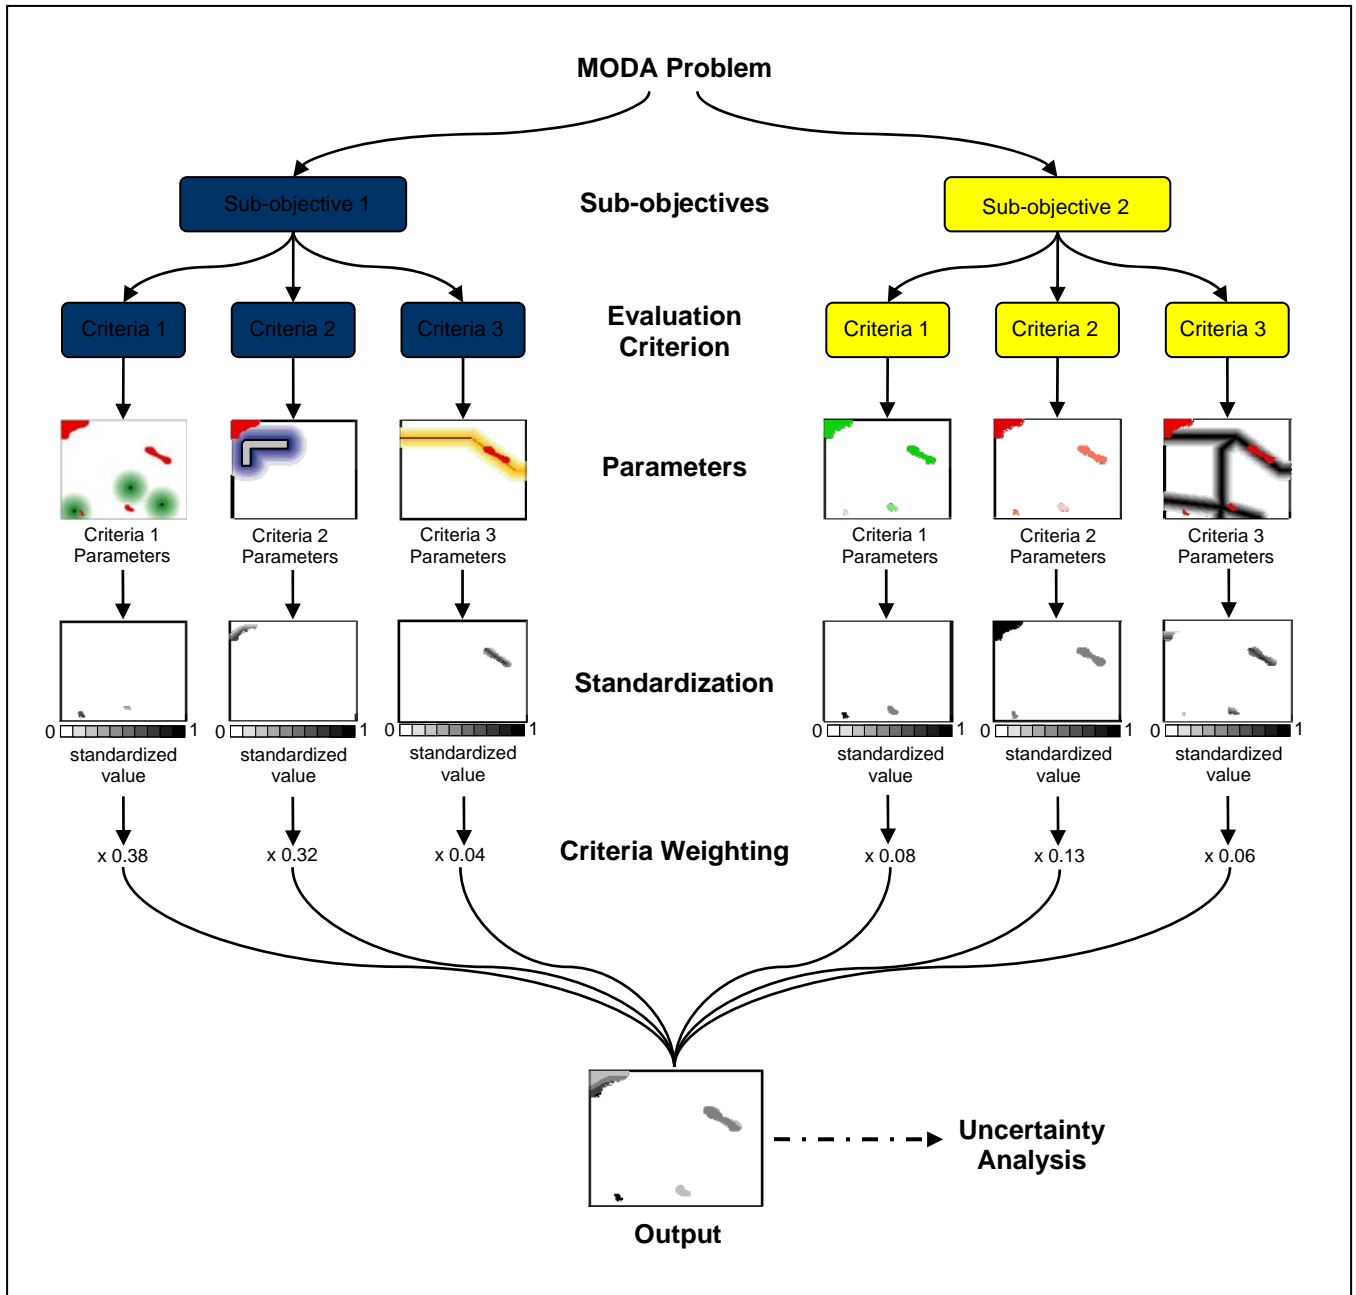 MODA Problem
Sub-objective 1
Sub-objectives
Sub-objective 2
Criteria 1
Criteria 2
Criteria 3
Evaluation
Criterion
Criteria 1
Criteria 2
Criteria 3
Parameters
Criteria 1
Parameters
Criteria 2
Parameters
Criteria 3
Parameters
Criteria 1
Parameters
Criteria 2
Parameters
Criteria 3
Parameters
Standardization
0 1
standardized
value
0 1
standardized
value
0 1
standardized
value
0 1
standardized
value
0 1
standardized
value
0 1
standardized
value
x 0.38
x 0.32
x 0.04
Criteria Weighting
x 0.08
x 0.13
x 0.06
Uncertainty
Analysis
Output